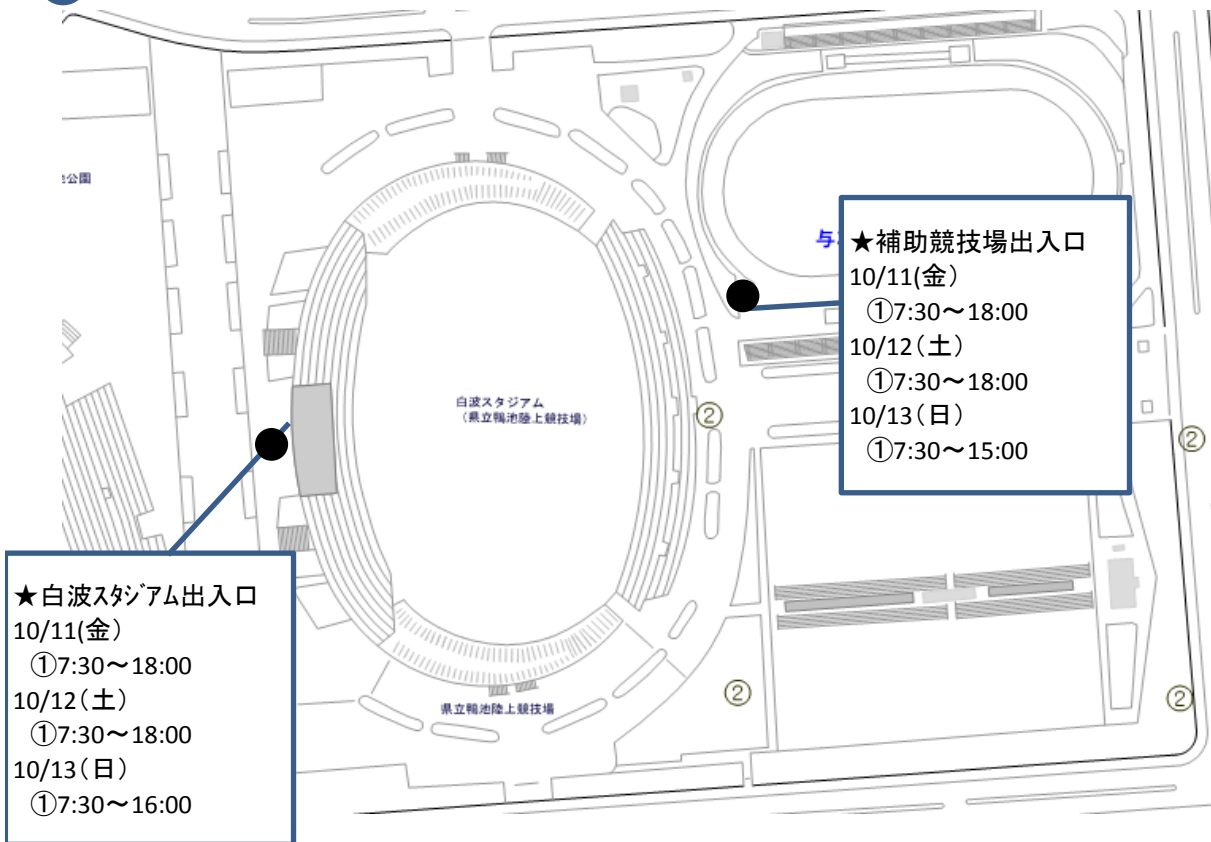 公園
与
★補助競技場出入口
10/11(金)
①7:30～18:00
10/12(土)
①7:30～18:00
10/13(日)
①7:30～15:00
白波スタジアム
(県立鴨池陸上競技場)
②
②
★白波ｽﾀｼﾞｱﾑ出入口
10/11(金)
①7:30～18:00
10/12(土)
①7:30～18:00
10/13(日)
①7:30～16:00
県立鴨池陸上競技場
②
②